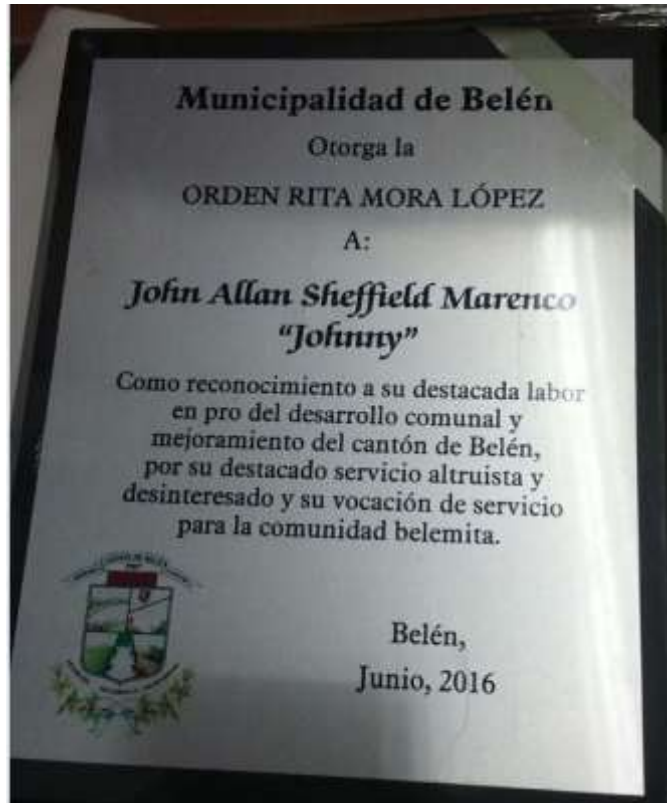 Municipalidad de Belén
Otorga la
ORDEN RITA MORA LÓPEZ
A:
John Allan Sheffield Marenco
“Johnny”
Como reconocimiento a su destacada labor
en pro del desarrollo comunal y
mejoramiento del cantón de Belén,
por su destacado servicio altruista y
desinteresado y su vocación de servicio
para la comunidad belemita.
Belén,
Junio, 2016